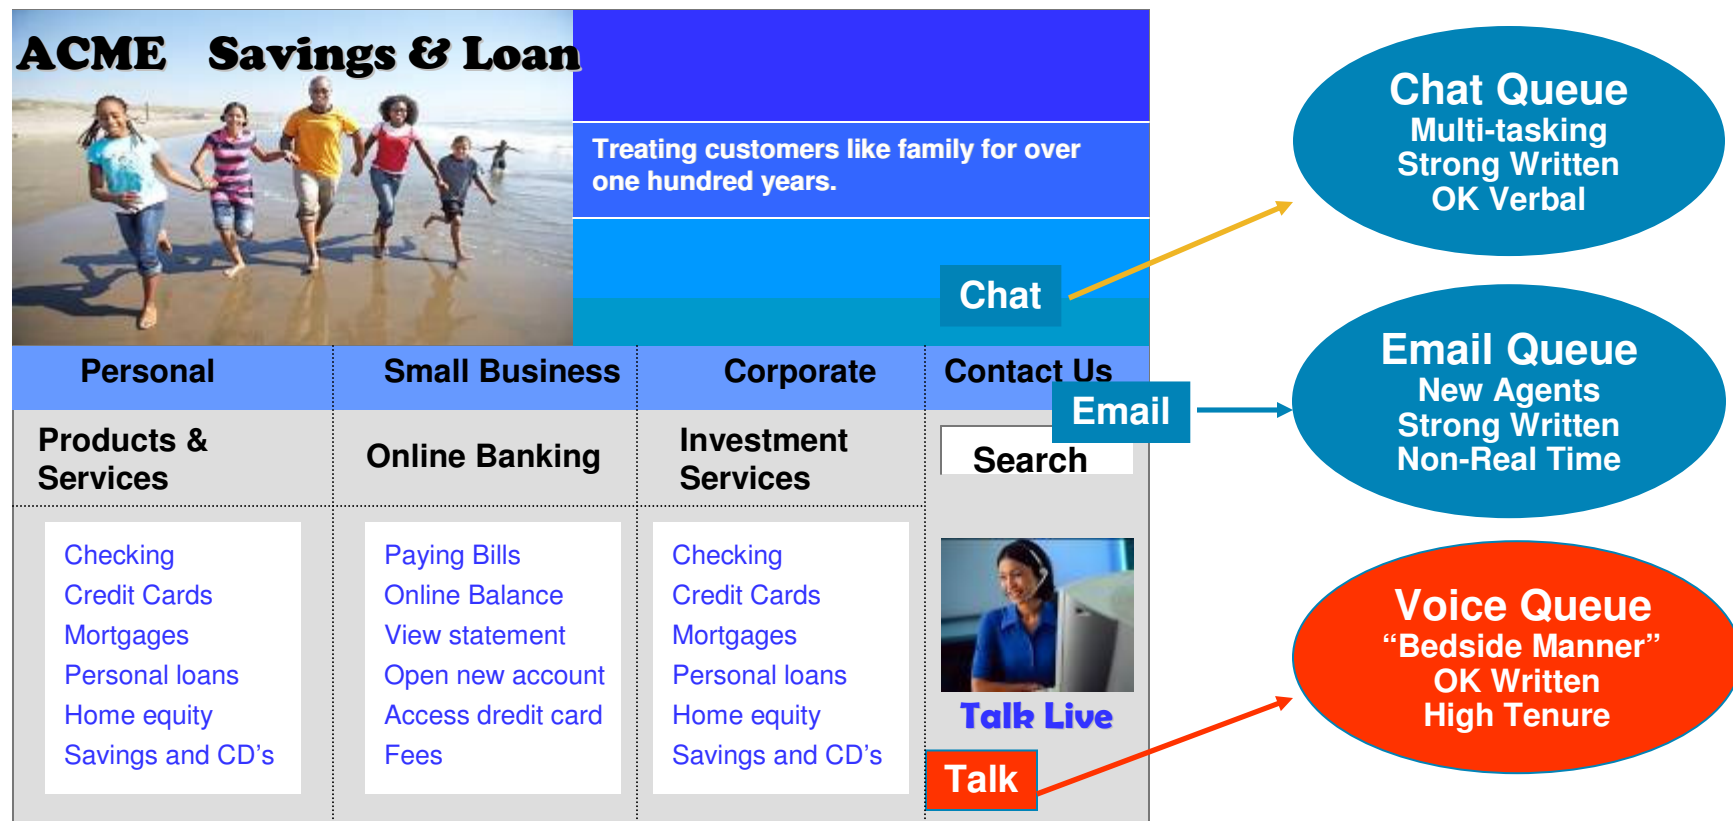 ACME Savings & Loan
Treating customers like family for over
one hundred years.
Chat
Personal
Small Business
Corporate
Contact Us
Email
Products &
Services
Online Banking
Investment
Services
Search
Checking
Credit Cards
Mortgages
Personal loans
Home equity
Savings and CD's
Paying Bills
Online Balance
View statement
Open new account
Access dredit card
Fees
Checking
Credit Cards
Mortgages
Personal loans
Home equity
Savings and CD's
Talk Live
Talk
Chat Queue
Multi-tasking
Strong Written
OK Verbal
Email Queue
New Agents
Strong Written
Non-Real Time
Voice Queue
“Bedside Manner”
OK Written
High Tenure